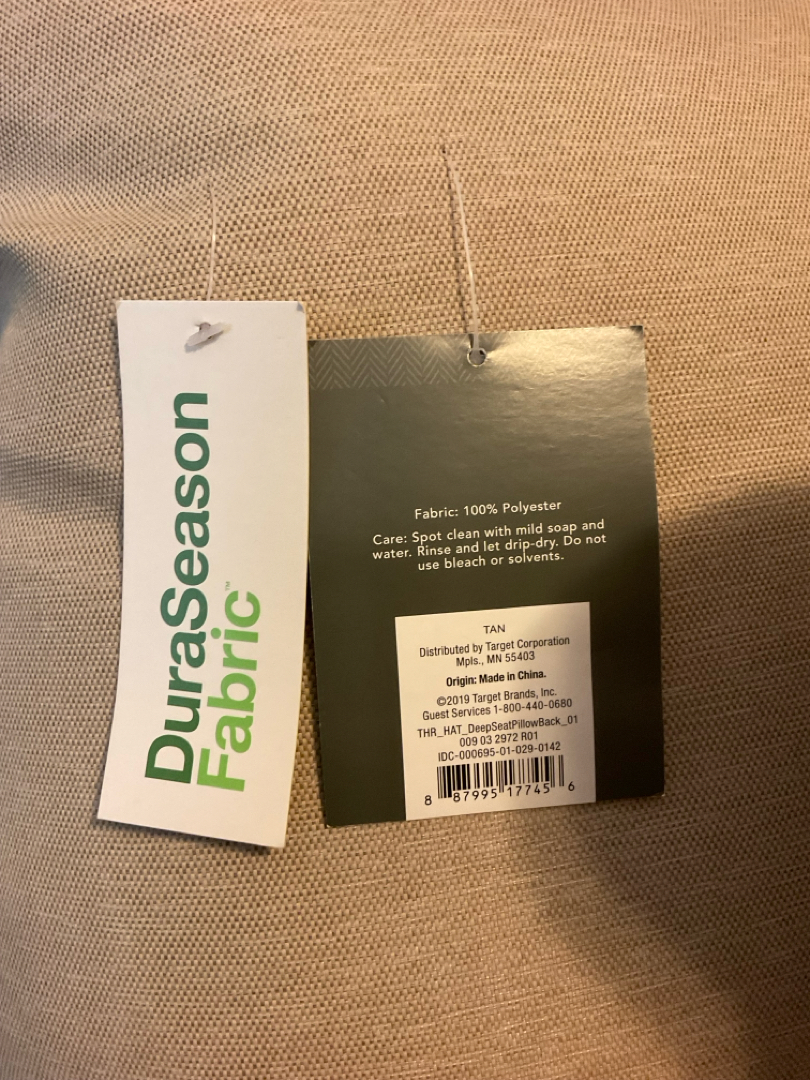 DuraSeason
Fabric™
Fabric: 100% Polyester
Care: Spot clean with mild soap and
water. Rinse and let drip-dry. Do not
use bleach or solvents.
TAN
Distributed by Target Corporation
Mpls., MN 55403
Origin: Made in China.
©2019 Target Brands, Inc.
Guest Services 1-800-440-0680
THR_HAT_DeepSeatPillowBack_01
009 03 2972 R01
IDC-000695-01-029-0142
8 87995 17745 6